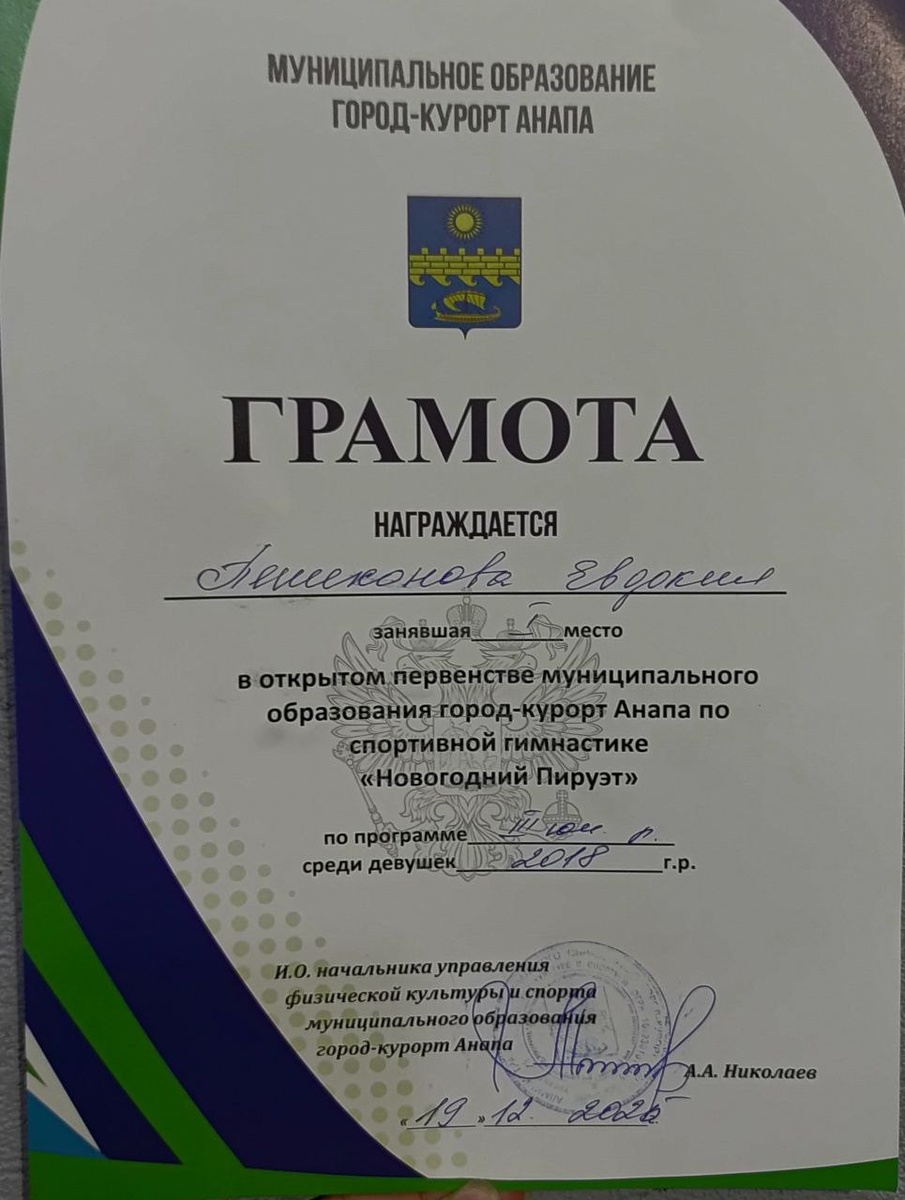 МУНИЦИПАЛЬНОЕ ОБРАЗОВАНИЕ
ГОРОД-КУРОРТ АНАПА
ГРАМОТА
НАГРАЖДАЕТСЯ
Евдокия
занявшая I место
в открытом первенстве муниципального
образования город-курорт Анапа по
спортивной гимнастике
«Новогодний Пируэт»
по программе III юн. р.
среди девушек 2018 г.р.
И.О. начальника управления
физической культуры и спорта
муниципального образования
город-курорт Анапа
А.А. Николаев
«19» 12 2025